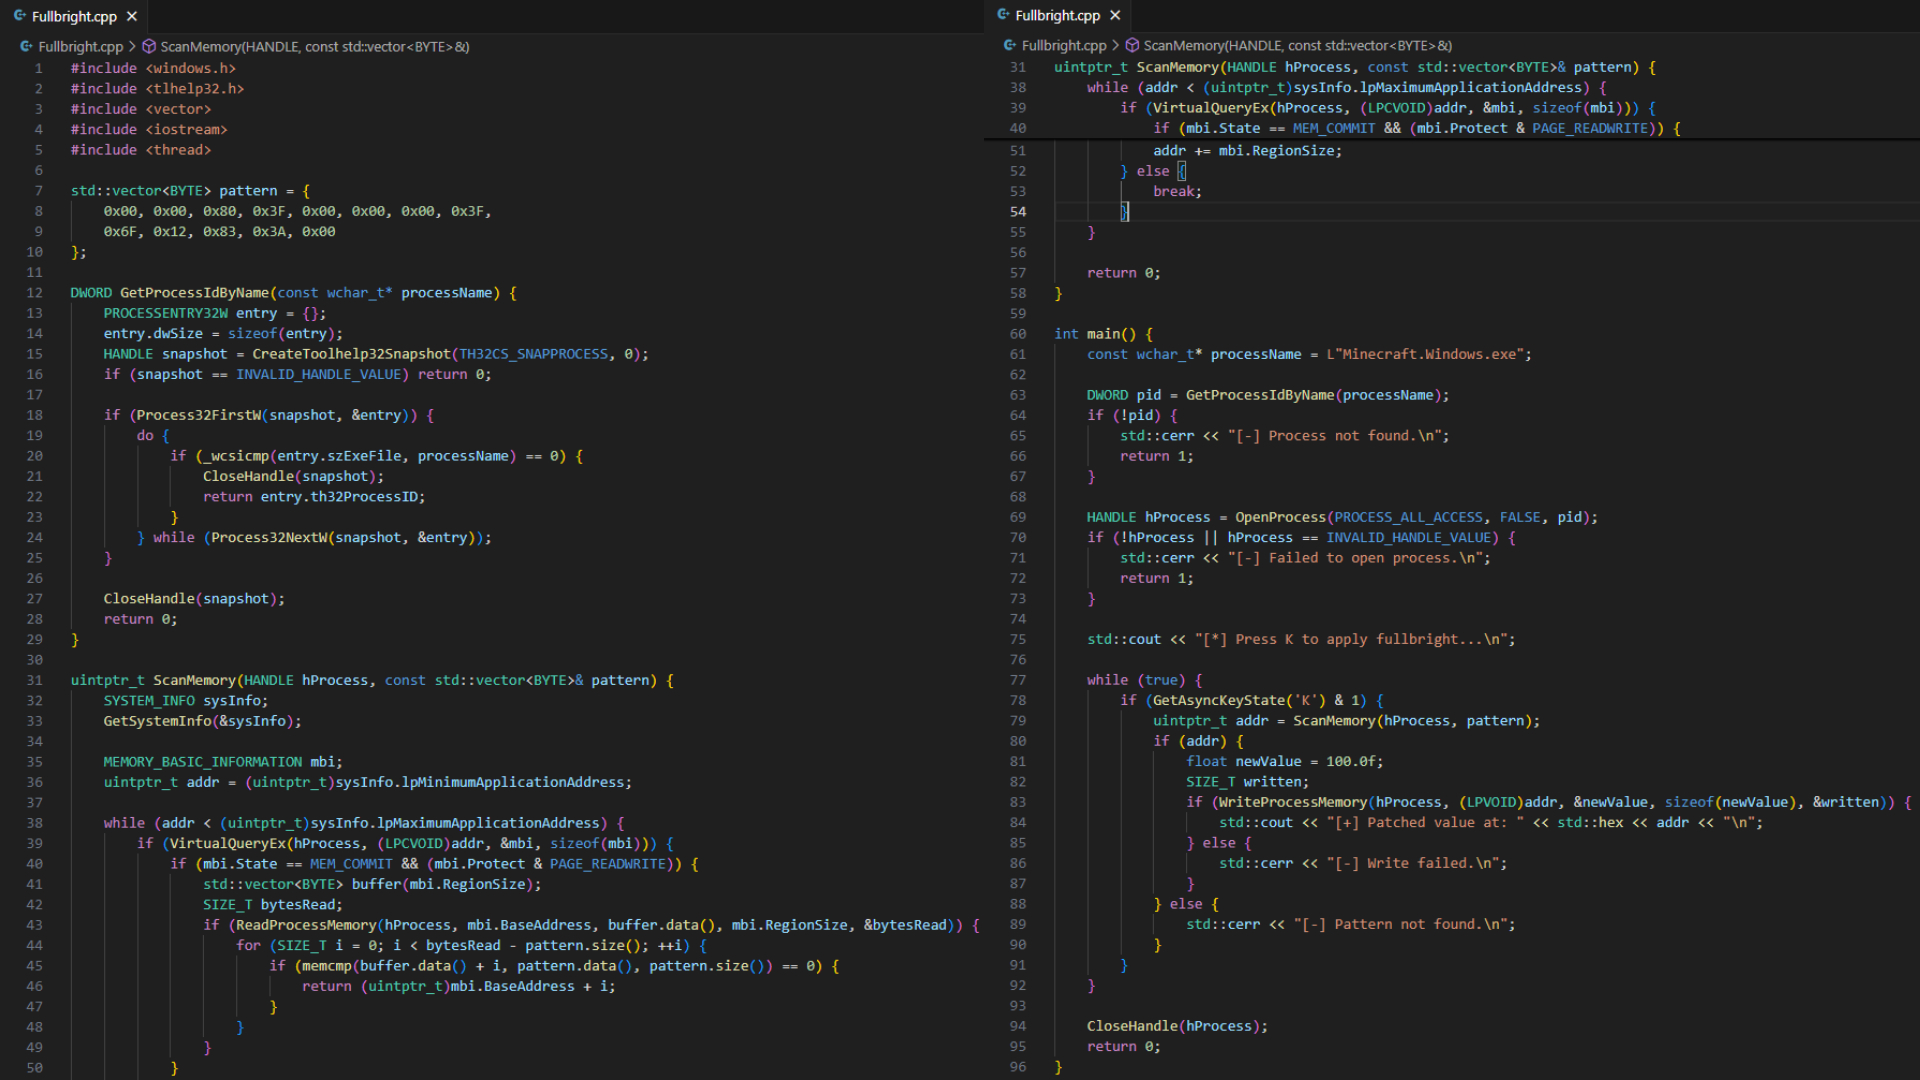 Fullbright.cpp
Fullbright.cpp > ScanMemory(HANDLE, const std::vector<BYTE>&)
1 #include <windows.h>
2 #include <tlhelp32.h>
3 #include <vector>
4 #include <iostream>
5 #include <thread>
6
7 std::vector<BYTE> pattern = {
8     0x00, 0x00, 0x80, 0x3F, 0x00, 0x00, 0x00, 0x3F,
9     0x6F, 0x12, 0x83, 0x3A, 0x00
10 };
11
12 DWORD GetProcessIdByName(const wchar_t* processName) {
13     PROCESSENTRY32W entry = {};
14     entry.dwSize = sizeof(entry);
15     HANDLE snapshot = CreateToolhelp32Snapshot(TH32CS_SNAPPROCESS, 0);
16     if (snapshot == INVALID_HANDLE_VALUE) return 0;
17
18     if (Process32FirstW(snapshot, &entry)) {
19         do {
20             if (_wcsicmp(entry.szExeFile, processName) == 0) {
21                 CloseHandle(snapshot);
22                 return entry.th32ProcessID;
23             }
24         } while (Process32NextW(snapshot, &entry));
25     }
26
27     CloseHandle(snapshot);
28     return 0;
29 }
30
31 uintptr_t ScanMemory(HANDLE hProcess, const std::vector<BYTE>& pattern) {
32     SYSTEM_INFO sysInfo;
33     GetSystemInfo(&sysInfo);
34
35     MEMORY_BASIC_INFORMATION mbi;
36     uintptr_t addr = (uintptr_t)sysInfo.lpMinimumApplicationAddress;
37
38     while (addr < (uintptr_t)sysInfo.lpMaximumApplicationAddress) {
39         if (VirtualQueryEx(hProcess, (LPCVOID)addr, &mbi, sizeof(mbi))) {
40             if (mbi.State == MEM_COMMIT && (mbi.Protect & PAGE_READWRITE)) {
41                 std::vector<BYTE> buffer(mbi.RegionSize);
42                 SIZE_T bytesRead;
43                 if (ReadProcessMemory(hProcess, mbi.BaseAddress, buffer.data(), mbi.RegionSize, &bytesRead)) {
44                     for (SIZE_T i = 0; i < bytesRead - pattern.size(); ++i) {
45                         if (memcmp(buffer.data() + i, pattern.data(), pattern.size()) == 0) {
46                             return (uintptr_t)mbi.BaseAddress + i;
47                         }
48                     }
49                 }
50             }
Fullbright.cpp
Fullbright.cpp > ScanMemory(HANDLE, const std::vector<BYTE>&)
31 uintptr_t ScanMemory(HANDLE hProcess, const std::vector<BYTE>& pattern) {
38     while (addr < (uintptr_t)sysInfo.lpMaximumApplicationAddress) {
39         if (VirtualQueryEx(hProcess, (LPCVOID)addr, &mbi, sizeof(mbi))) {
40             if (mbi.State == MEM_COMMIT && (mbi.Protect & PAGE_READWRITE)) {
51             addr += mbi.RegionSize;
52         } else {
53             break;
54         }
55     }
56
57     return 0;
58 }
59
60 int main() {
61     const wchar_t* processName = L"Minecraft.Windows.exe";
62
63     DWORD pid = GetProcessIdByName(processName);
64     if (!pid) {
65         std::cerr << "[-] Process not found.\n";
66         return 1;
67     }
68
69     HANDLE hProcess = OpenProcess(PROCESS_ALL_ACCESS, FALSE, pid);
70     if (!hProcess || hProcess == INVALID_HANDLE_VALUE) {
71         std::cerr << "[-] Failed to open process.\n";
72         return 1;
73     }
74
75     std::cout << "[*] Press K to apply fullbright...\n";
76
77     while (true) {
78         if (GetAsyncKeyState('K') & 1) {
79             uintptr_t addr = ScanMemory(hProcess, pattern);
80             if (addr) {
81                 float newValue = 100.0f;
82                 SIZE_T written;
83                 if (WriteProcessMemory(hProcess, (LPVOID)addr, &newValue, sizeof(newValue), &written)) {
84                     std::cout << "[+] Patched value at: " << std::hex << addr << "\n";
85                 } else {
86                     std::cerr << "[-] Write failed.\n";
87                 }
88             } else {
89                 std::cerr << "[-] Pattern not found.\n";
90             }
91         }
92     }
93
94     CloseHandle(hProcess);
95     return 0;
96 }